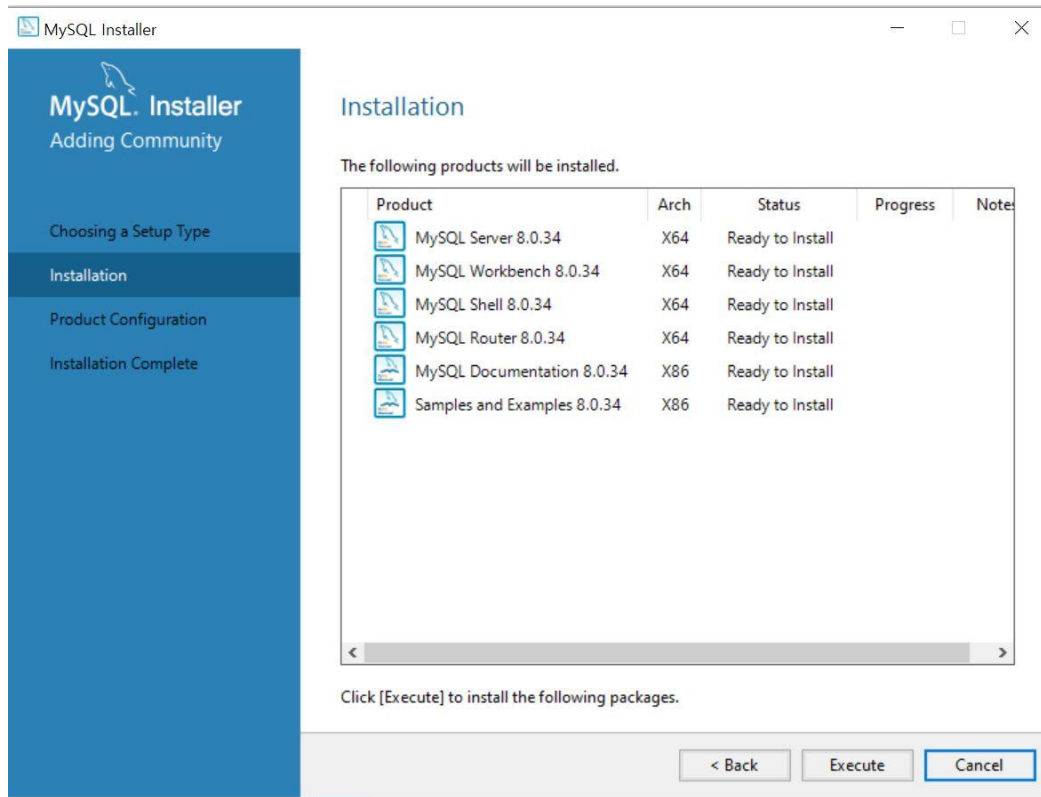 MySQL Installer
MySQL. Installer
Adding Community
Choosing a Setup Type
Installation
Product Configuration
Installation Complete
Installation
The following products will be installed.
Product Arch Status Progress Notes
MySQL Server 8.0.34 X64 Ready to Install
MySQL Workbench 8.0.34 X64 Ready to Install
MySQL Shell 8.0.34 X64 Ready to Install
MySQL Router 8.0.34 X64 Ready to Install
MySQL Documentation 8.0.34 X86 Ready to Install
Samples and Examples 8.0.34 X86 Ready to Install
Click [Execute] to install the following packages.
< Back Execute Cancel